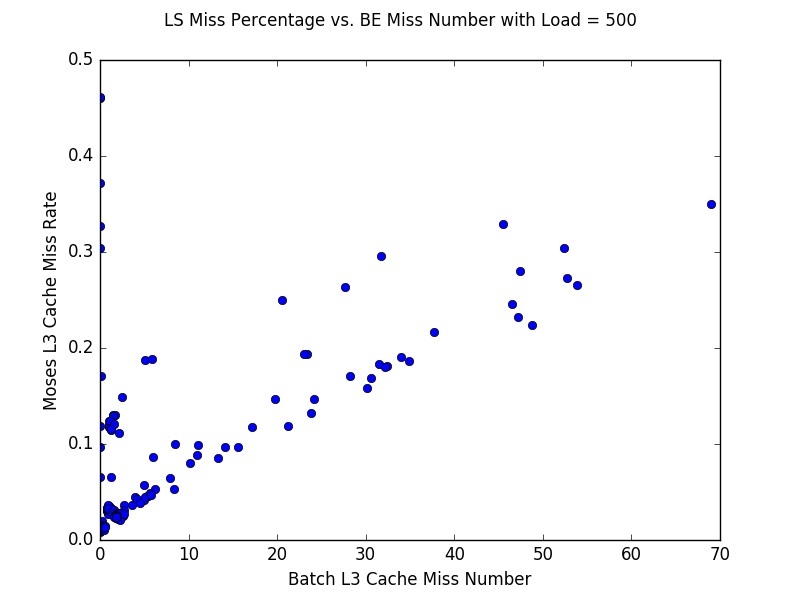 LS Miss Percentage vs. BE Miss Number with Load = 500
0.5
0.4
0.3
0.2
0.1
0.0
Moses L3 Cache Miss Rate
0 10 20 30 40 50 60 70
Batch L3 Cache Miss Number